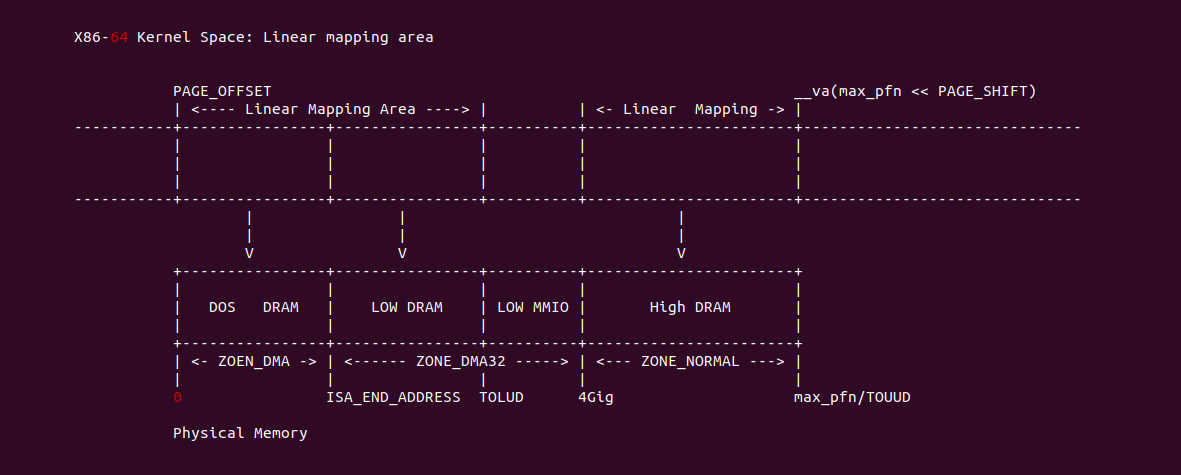 X86-64 Kernel Space: Linear mapping area
PAGE_OFFSET __va(max_pfn << PAGE_SHIFT)
| <---- Linear Mapping Area ----> | | <- Linear  Mapping -> |
-----------+----------------+----------------+----------+-----------------------+-------------------------------
| | | | |
| | | | |
| | | | |
-----------+----------------+----------------+----------+-----------------------+-------------------------------
| | |
| | |
V V V
+----------------+----------------+----------+-----------------------+
| | | | |
| DOS   DRAM | LOW DRAM | LOW MMIO | High DRAM |
| | | | |
+----------------+----------------+----------+-----------------------+
| <- ZOEN_DMA -> | <------ ZONE_DMA32 -----> | <--- ZONE_NORMAL ---> |
| | | | |
0 ISA_END_ADDRESS TOLUD 4Gig max_pfn/TOUUD
Physical Memory